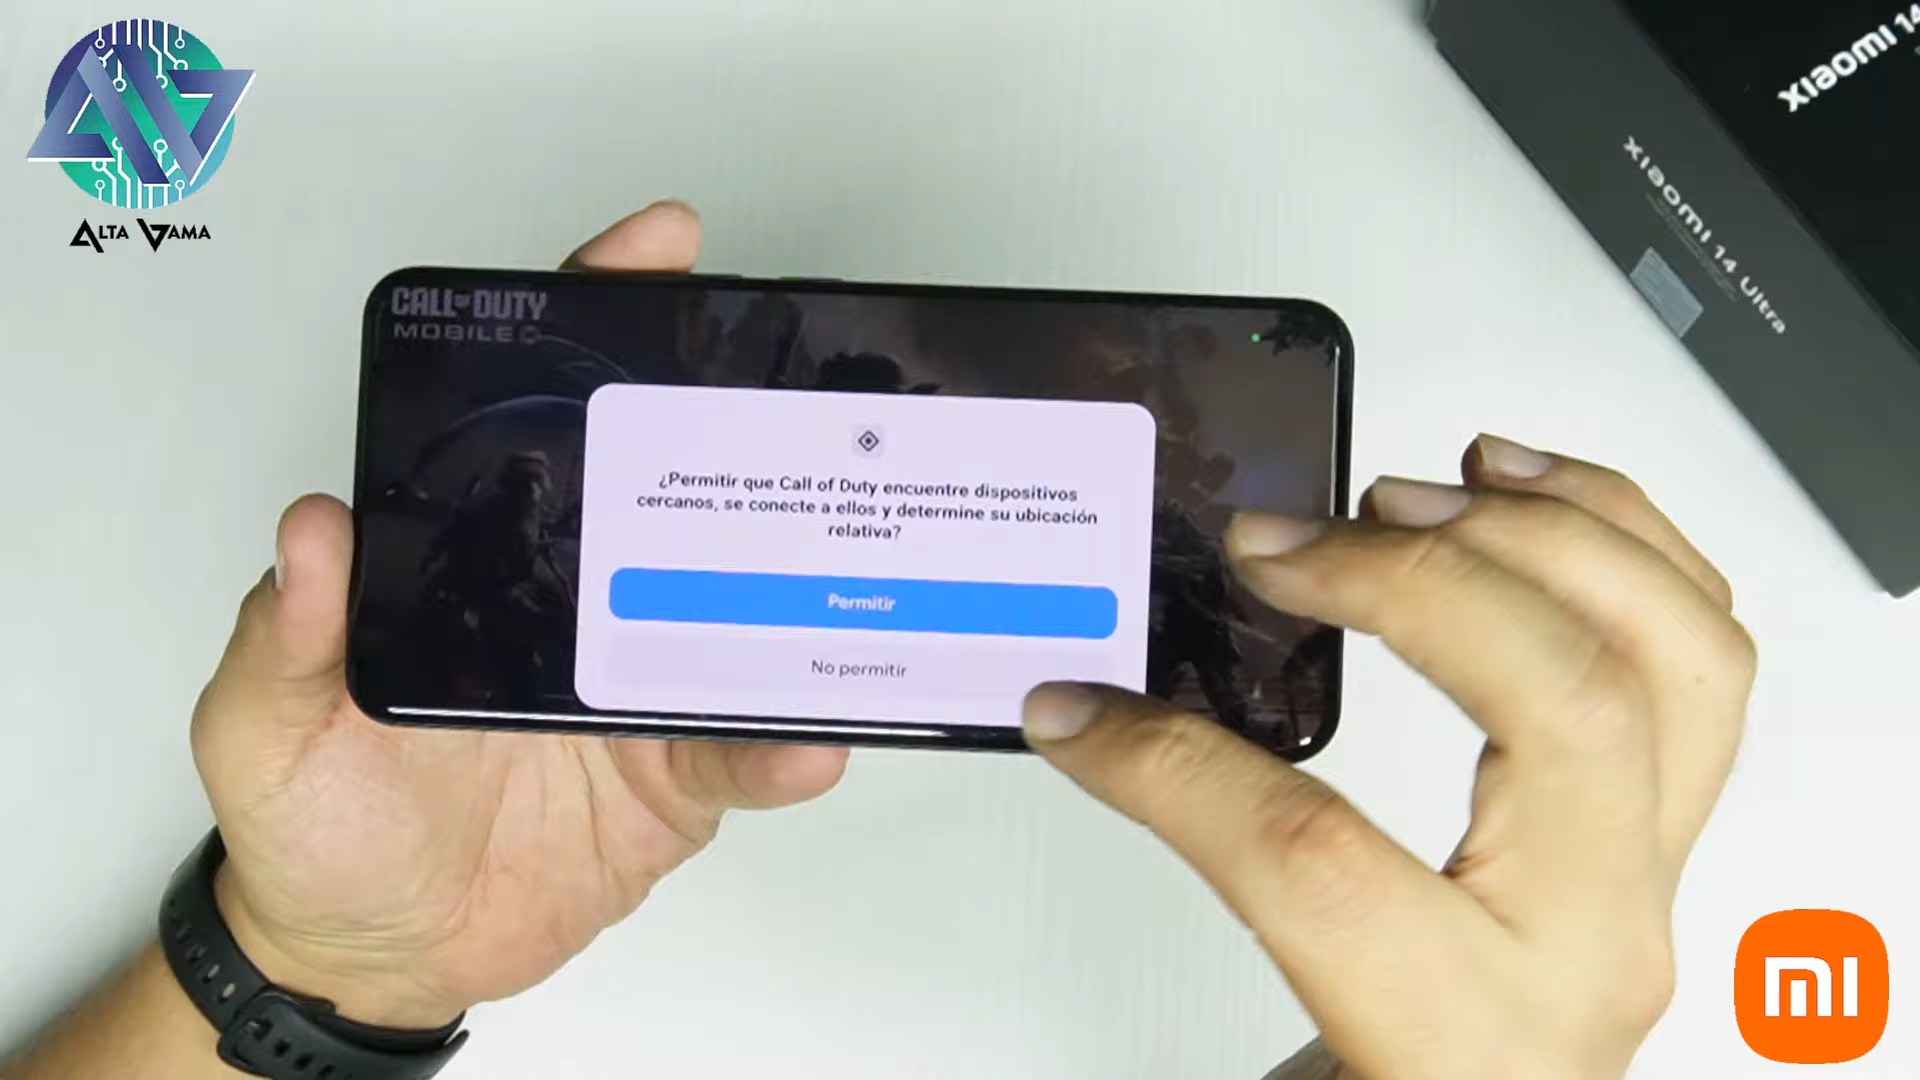 ALTA GAMA
CALL OF DUTY
MOBILE
¿Permitir que Call of Duty encuentre dispositivos
cercanos, se conecte a ellos y determine su ubicación
relativa?
Permitir
No permitir
xiaomi 14
xiaomi 14 Ultra
mi